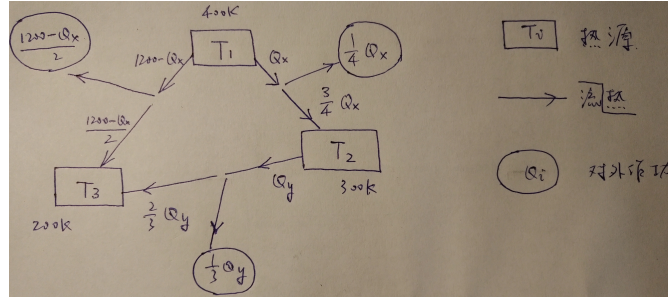 400K
1200-Qx
2
T1
1200-Qx
Qx
1/4 Qx
3/4 Qx
1200-Qx
2
T3
200K
2/3 Qy
Qy
T2
300K
1/3 Qy
Ti 热源
流热
Qi 对外作功